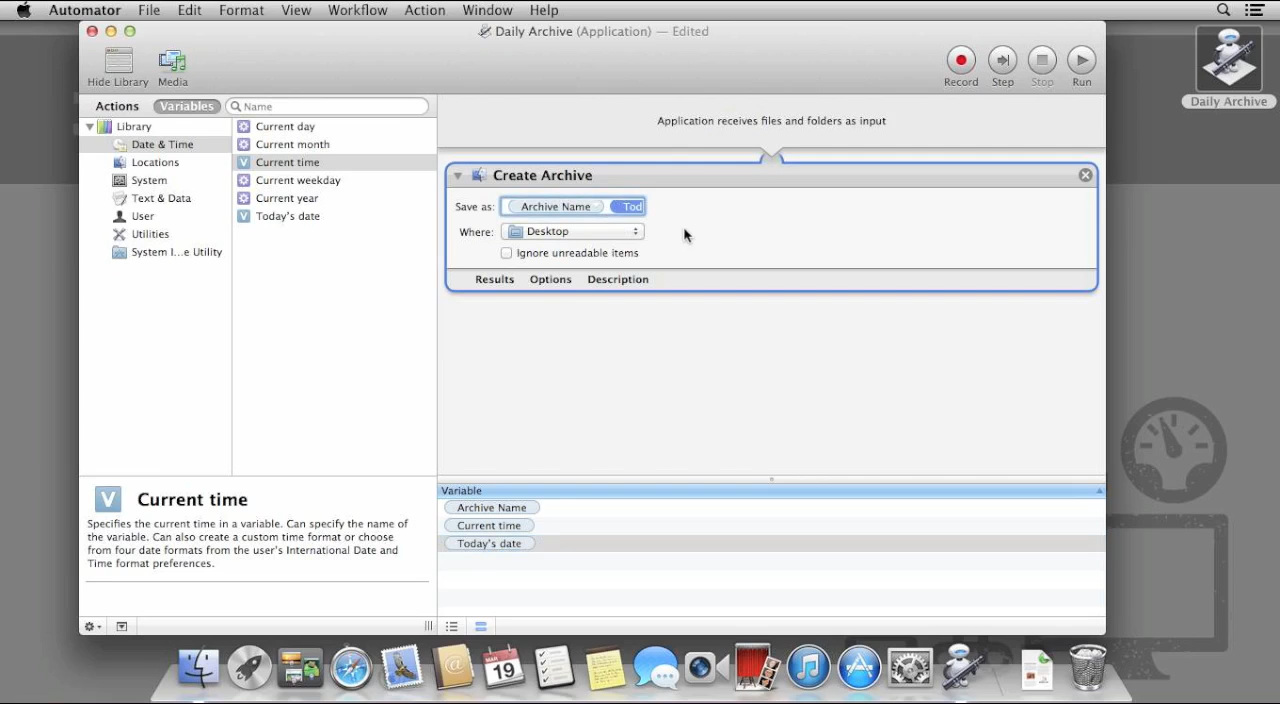 Automator File Edit Format View Workflow Action Window Help
Daily Archive (Application) — Edited
Hide Library Media Record Step Stop Run
Daily Archive
Actions Variables Name
Library
Date & Time
Locations
System
Text & Data
User
Utilities
System I...e Utility
Current day
Current month
Current time
Current weekday
Current year
Today's date
Application receives files and folders as input
Create Archive
Save as: Archive Name Tod
Where: Desktop
Ignore unreadable items
Results Options Description
V Current time
Specifies the current time in a variable. Can specify the name of
the variable. Can also create a custom time format or choose
from four date formats from the user's International Date and
Time format preferences.
Variable
Archive Name
Current time
Today's date
MAR
19